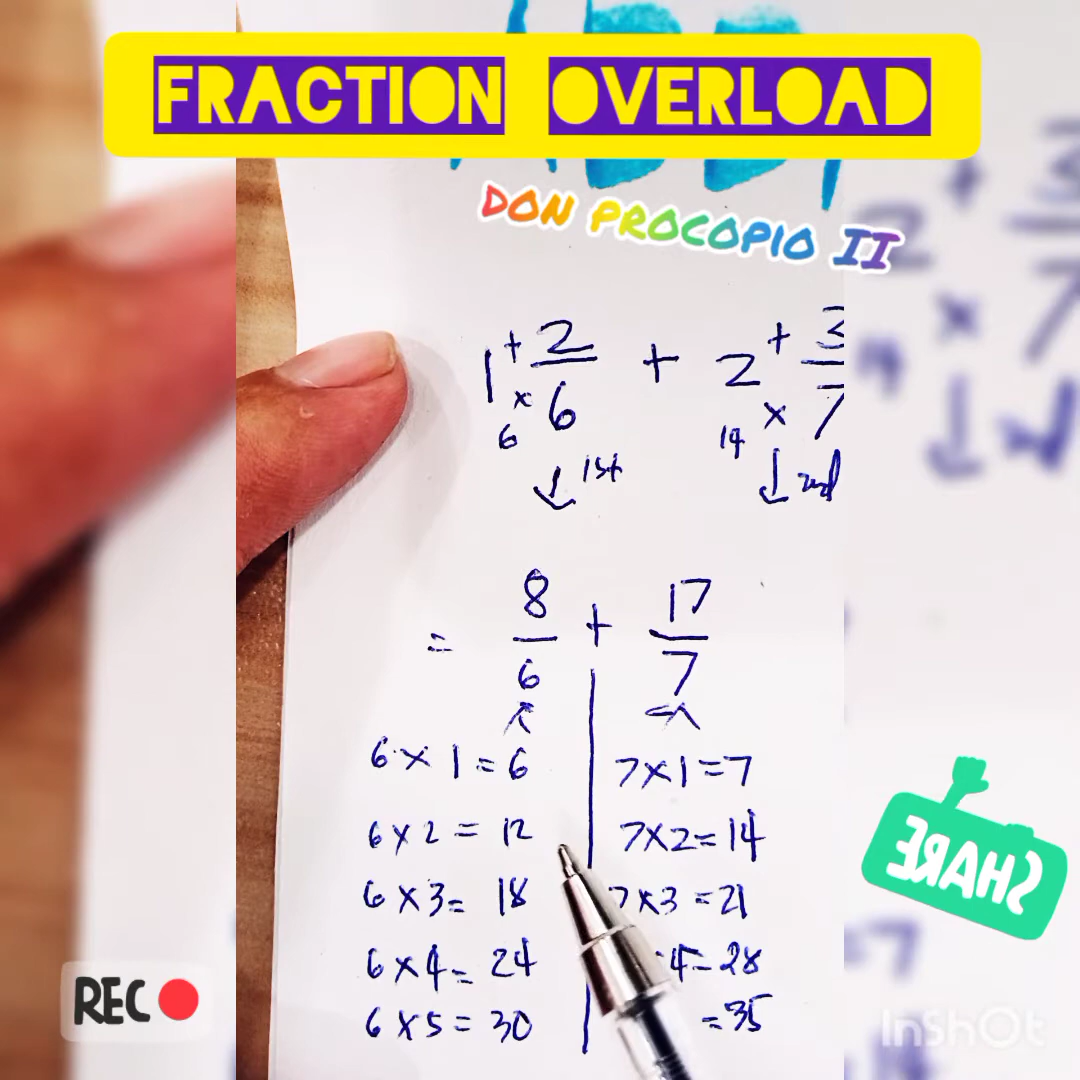 FRACTION OVERLOAD
DON PROCOPIO II
1 + 2/6 + 2 + 3/7
× ×
6 14
↓ 1st ↓ 2nd
= 8/6 + 17/7
6 × 1 = 6 7 × 1 = 7
6 × 2 = 12 7 × 2 = 14
6 × 3 = 18 7 × 3 = 21
6 × 4 = 24 4 = 28
6 × 5 = 30 = 35
SHARE
REC
InShOt